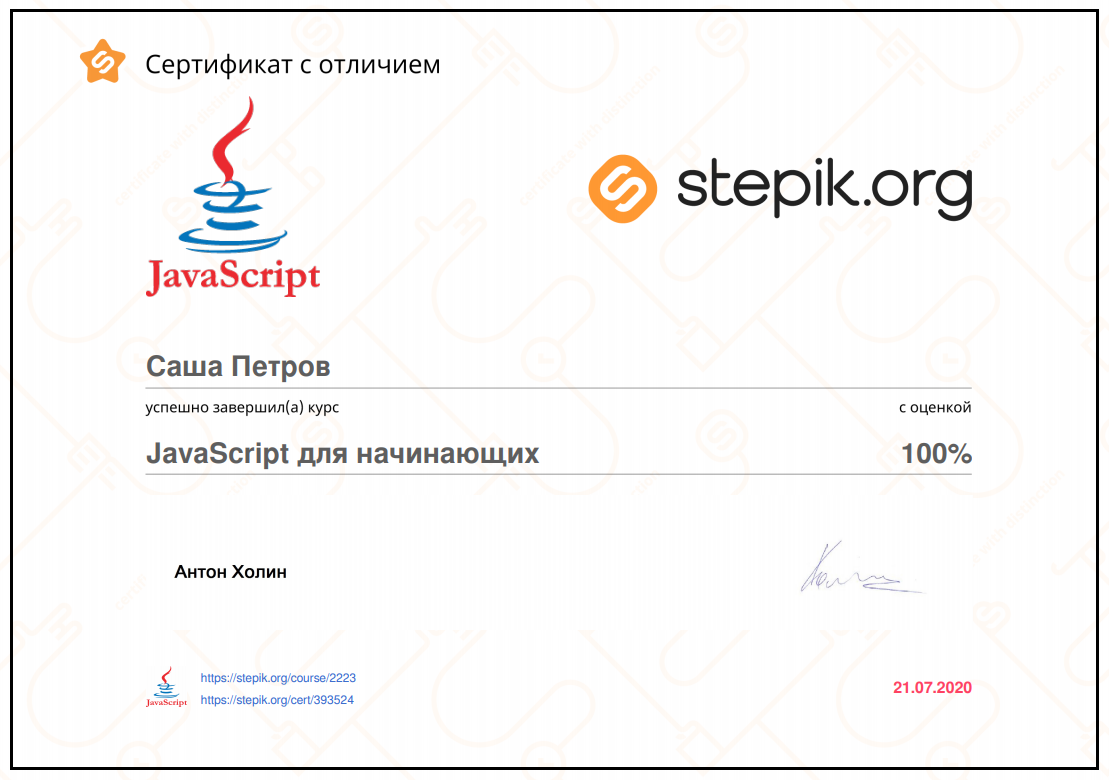 Сертификат с отличием
JavaScript
stepik.org
Саша Петров
успешно завершил(а) курс
с оценкой
JavaScript для начинающих
100%
Антон Холин
JavaScript
https://stepik.org/course/2223
https://stepik.org/cert/393524
21.07.2020